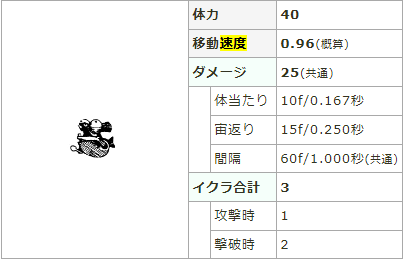 体力 40
移動速度 0.96(概算)
ダメージ 25(共通)
体当たり 10f/0.167秒
宙返り 15f/0.250秒
間隔 60f/1.000秒(共通)
イクラ合計 3
攻撃時 1
撃破時 2